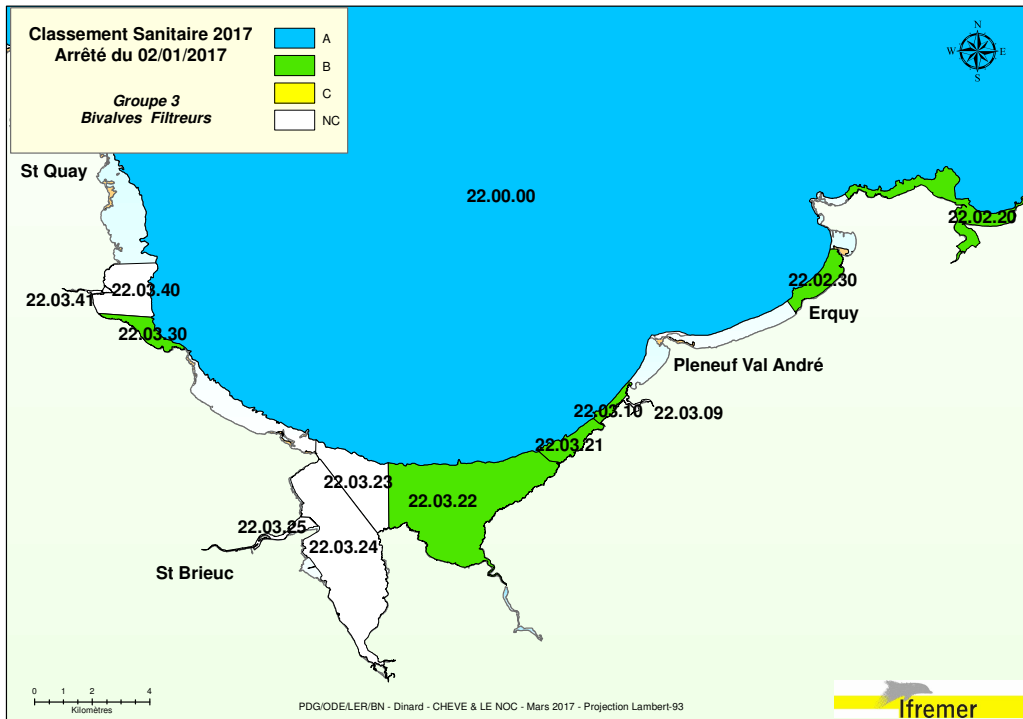 Classement Sanitaire 2017
Arrêté du 02/01/2017
Groupe 3
Bivalves Filtreurs
A
B
C
NC
N
W E
S
St Quay
22.00.00
22.02.20
22.02.30
22.03.40
22.03.41
22.03.30
Erquy
Pleneuf Val André
22.03.10
22.03.09
22.03.21
22.03.23
22.03.22
22.03.25
22.03.24
St Brieuc
0 1 2 4
Kilomètres
PDG/ODE/LER/BN - Dinard - CHEVE & LE NOC - Mars 2017 - Projection Lambert-93
Ifremer